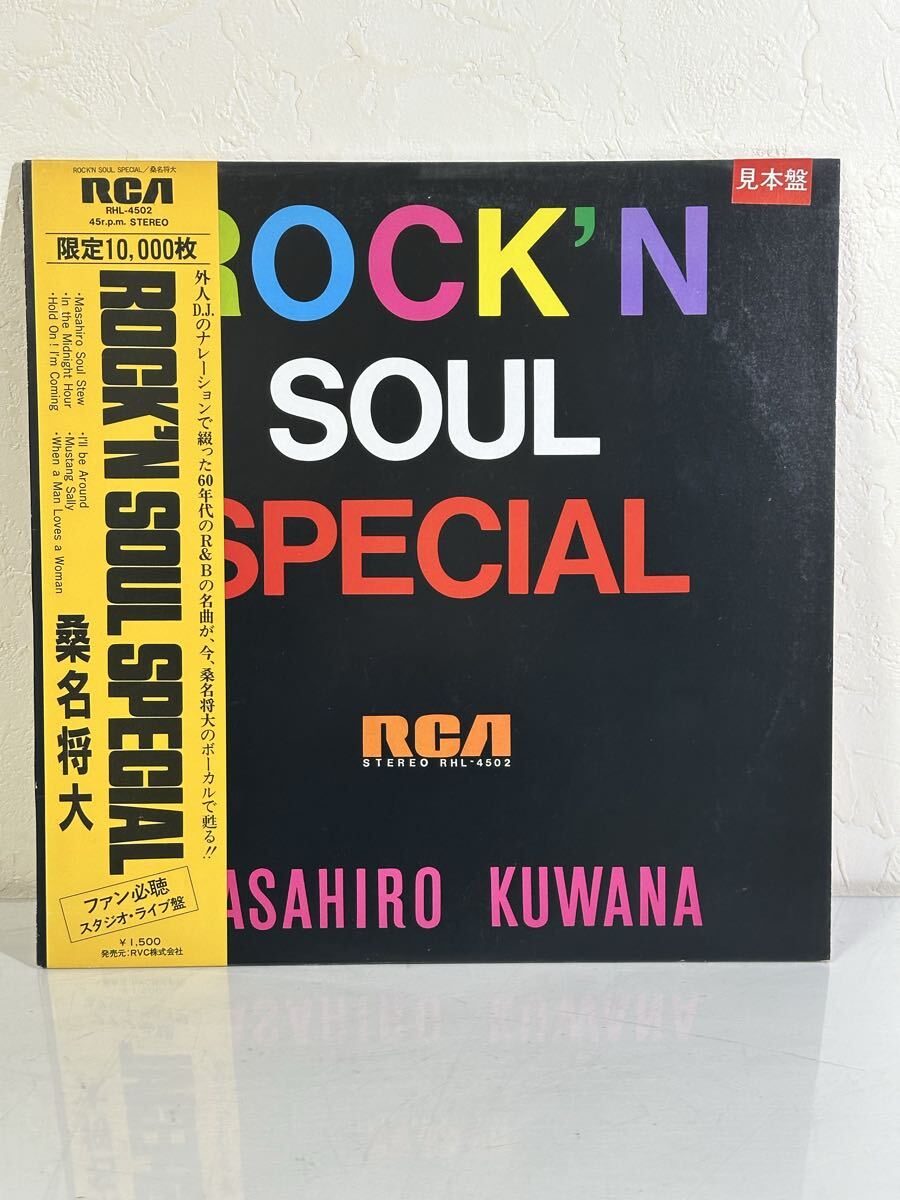 ROCK'N SOUL SPECIAL/桑名将大
RCA
RHL-4502
45r.p.m. STEREO
限定10,000枚
外人D.J.のナレーションで綴った60年代のR&Bの名曲が、今、桑名将大のボーカルで甦る!!
ROCK'N SOUL SPECIAL
・Masahiro Soul Stew
・In the Midnight Hour
・Hold On! I'm Coming
・I'll be Around
・Mustang Sally
・When a Man Loves a Woman
桑名将大
ファン必聴
スタジオ・ライブ盤
¥1,500
発売元:RVC株式会社
見本盤
ROCK'N
SOUL
SPECIAL
RCA
STEREO RHL-4502
ASAHIRO KUWANA